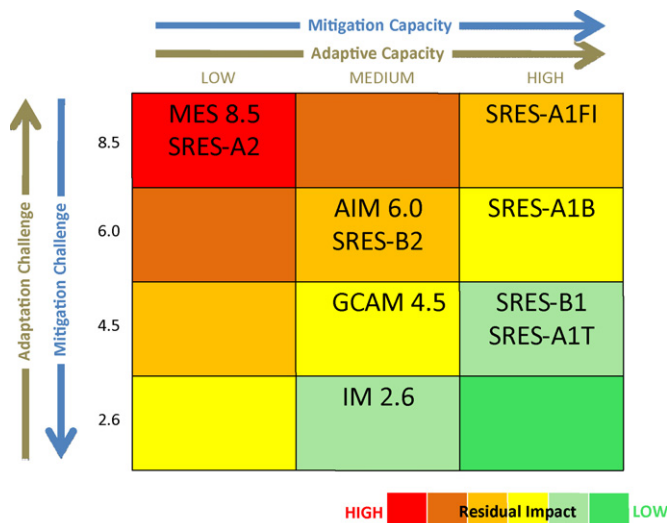 Mitigation Capacity
Adaptive Capacity
LOW MEDIUM HIGH
Adaptation Challenge
Mitigation Challenge
8.5
MES 8.5
SRES-A2
SRES-A1FI
6.0
AIM 6.0
SRES-B2
SRES-A1B
4.5
GCAM 4.5
SRES-B1
SRES-A1T
2.6
IM 2.6
HIGH Residual Impact LOW